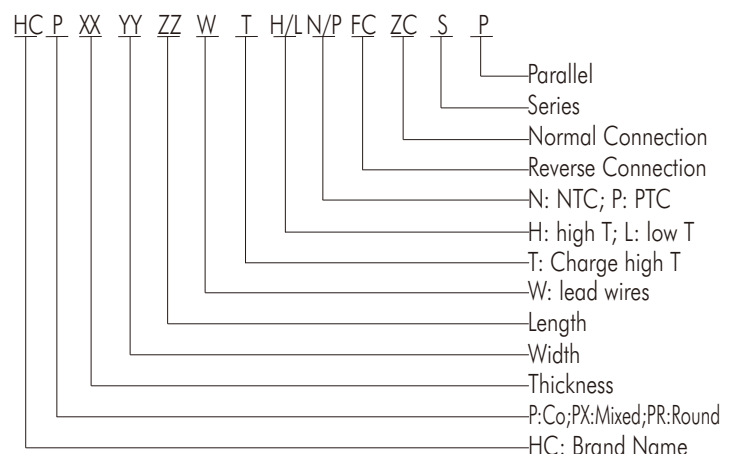 HC P XX YY ZZ W T H/L N/P FC ZC S P
Parallel
Series
Normal Connection
Reverse Connection
N: NTC; P: PTC
H: high T; L: low T
T: Charge high T
W: lead wires
Length
Width
Thickness
P:Co;PX:Mixed;PR:Round
HC: Brand Name